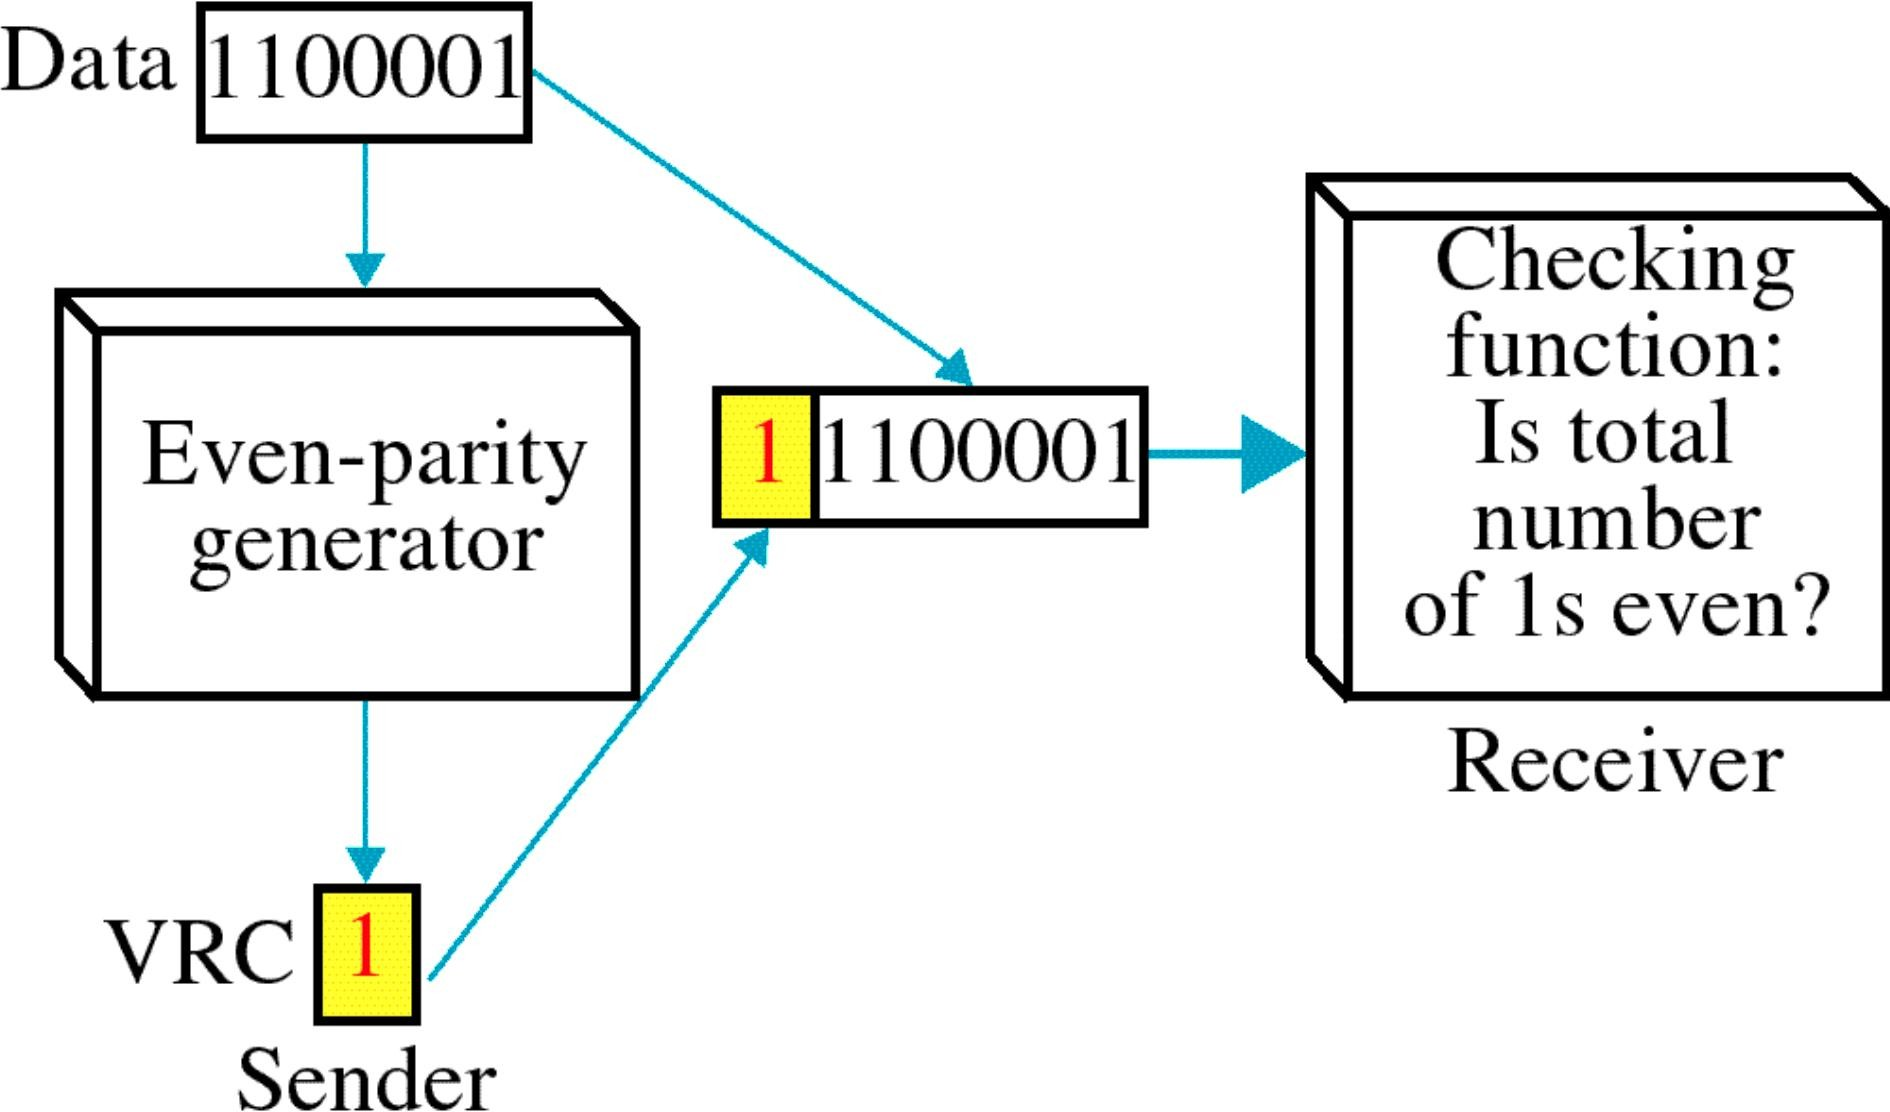 Data 1100001
Even-parity
generator
VRC 1
Sender
1 1100001
Checking
function:
Is total
number
of 1s even?
Receiver